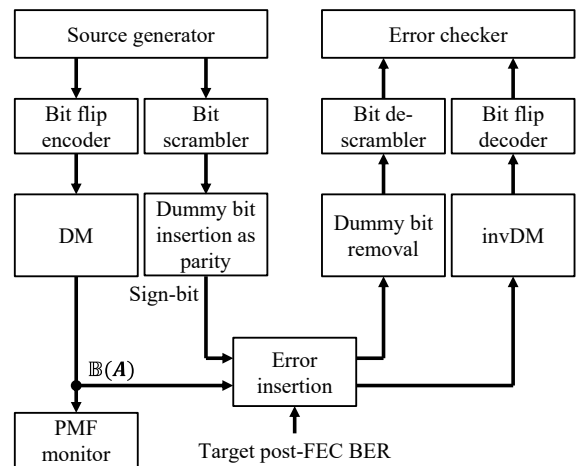 Source generator
Error checker
Bit flip
encoder
Bit
scrambler
Bit de-
scrambler
Bit flip
decoder
DM
Dummy bit
insertion as
parity
Dummy bit
removal
invDM
Sign-bit
Error
insertion
𝔹(𝑨)
PMF
monitor
Target post-FEC BER